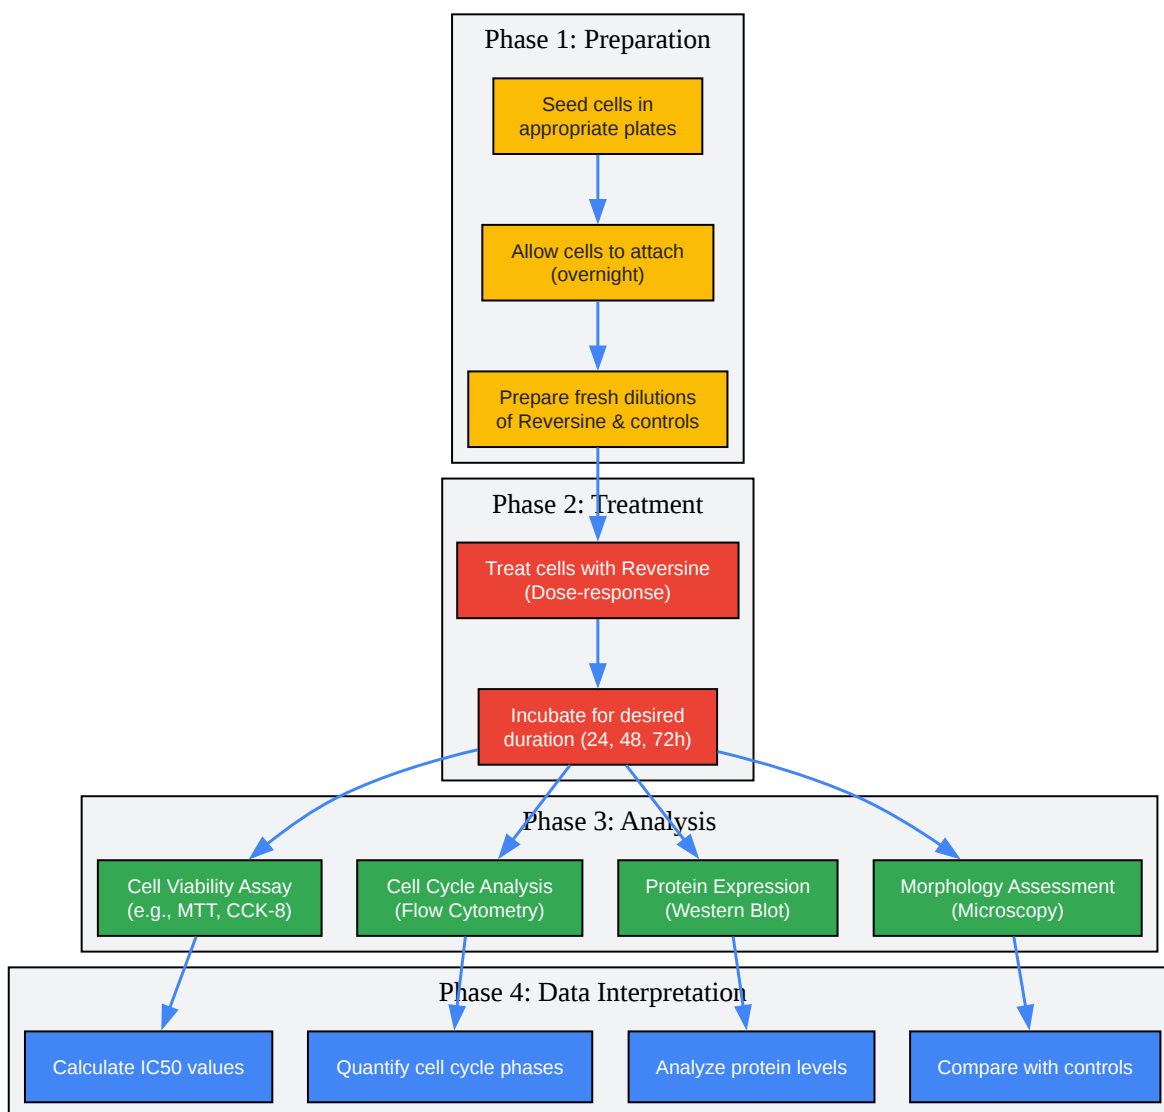 Phase 1: Preparation
Seed cells in
appropriate plates
Allow cells to attach
(overnight)
Prepare fresh dilutions
of Reversine & controls
Phase 2: Treatment
Treat cells with Reversine
(Dose-response)
Incubate for desired
duration (24, 48, 72h)
Phase 3: Analysis
Cell Viability Assay
(e.g., MTT, CCK-8)
Cell Cycle Analysis
(Flow Cytometry)
Protein Expression
(Western Blot)
Morphology Assessment
(Microscopy)
Phase 4: Data Interpretation
Calculate IC50 values
Quantify cell cycle phases
Analyze protein levels
Compare with controls